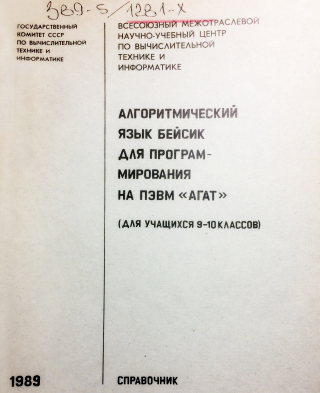 389-5/1281-X
ГОСУДАРСТВЕННЫЙ
КОМИТЕТ СССР
ПО ВЫЧИСЛИТЕЛЬНОЙ
ТЕХНИКЕ И
ИНФОРМАТИКЕ
ВСЕСОЮЗНЫЙ МЕЖОТРАСЛЕВОЙ
НАУЧНО-УЧЕБНЫЙ ЦЕНТР
ПО ВЫЧИСЛИТЕЛЬНОЙ
ТЕХНИКЕ И
ИНФОРМАТИКЕ
АЛГОРИТМИЧЕСКИЙ
ЯЗЫК БЕЙСИК
ДЛЯ ПРОГРАМ-
МИРОВАНИЯ
НА ПЭВМ «АГАТ»
(ДЛЯ УЧАЩИХСЯ 9-10 КЛАССОВ)
1989
СПРАВОЧНИК